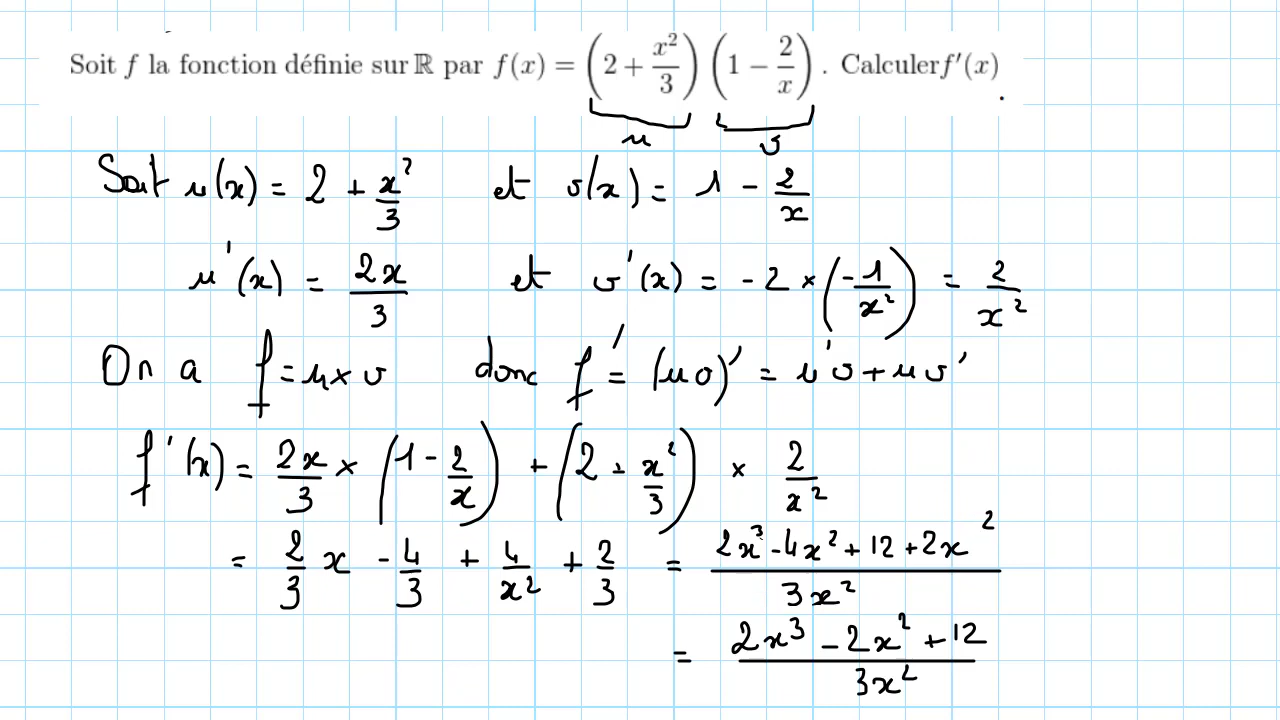 Soit f la fonction définie sur ℝ par f(x) = (2 + x²/3) (1 − 2/x) . Calculerf′(x)
u v
Soit u(x) = 2 + x²/3 et v(x) = 1 - 2/x
u'(x) = 2x/3 et v'(x) = -2 × (-1/x²) = 2/x²
On a f = u × v donc f' = (uv)' = u'v + uv'
f'(x) = 2x/3 × (1 - 2/x) + (2 + x²/3) × 2/x²
= 2/3 x - 4/3 + 4/x² + 2/3 = (2x³ - 4x² + 12 + 2x²)/3x²
= (2x³ - 2x² + 12)/3x²